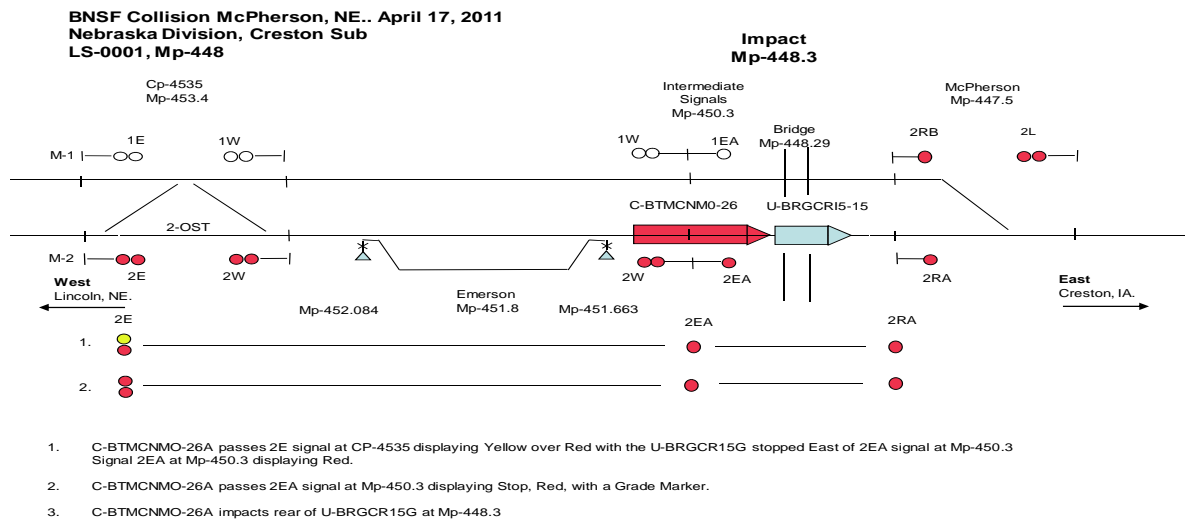 BNSF Collision McPherson, NE.. April 17, 2011
Nebraska Division, Creston Sub
LS-0001, Mp-448
Impact
Mp-448.3
Cp-4535
Mp-453.4
Intermediate
Signals
Mp-450.3
McPherson
Mp-447.5
Bridge
Mp-448.29
M-1
1E
1W
1W
1EA
2RB
2L
C-BTMCNM0-26
U-BRGCRI5-15
2-OST
M-2
2E
2W
2W
2EA
2RA
West
Lincoln, NE.
East
Creston, IA.
Mp-452.084
Emerson
Mp-451.8
Mp-451.663
2E
2EA
2RA
1.
2.
1. C-BTMCNMO-26A passes 2E signal at CP-4535 displaying Yellow over Red with the U-BRGCR15G stopped East of 2EA signal at Mp-450.3
Signal 2EA at Mp-450.3 displaying Red.
2. C-BTMCNMO-26A passes 2EA signal at Mp-450.3 displaying Stop, Red, with a Grade Marker.
3. C-BTMCNMO-26A impacts rear of U-BRGCR15G at Mp-448.3